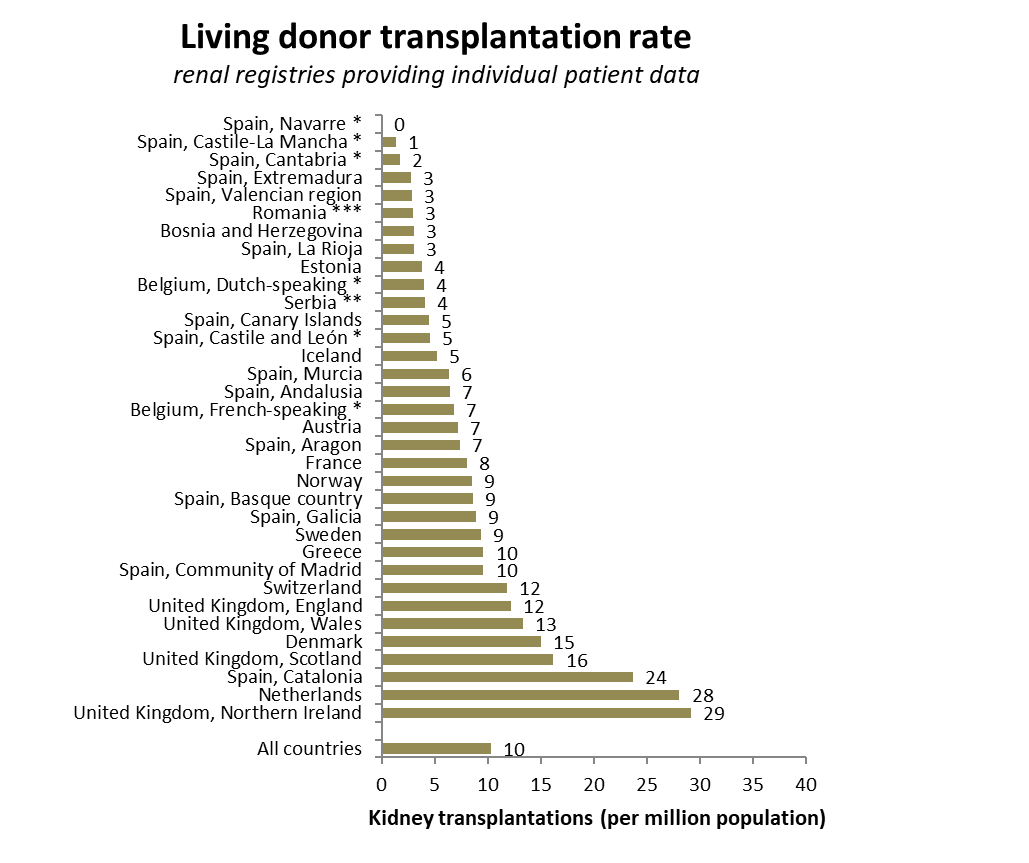 Living donor transplantation rate
renal registries providing individual patient data
Spain, Navarre * 0
Spain, Castile-La Mancha * 1
Spain, Cantabria * 2
Spain, Extremadura 3
Spain, Valencian region 3
Romania *** 3
Bosnia and Herzegovina 3
Spain, La Rioja 3
Estonia 4
Belgium, Dutch-speaking * 4
Serbia ** 4
Spain, Canary Islands 5
Spain, Castile and León * 5
Iceland 5
Spain, Murcia 6
Spain, Andalusia 7
Belgium, French-speaking * 7
Austria 7
Spain, Aragon 7
France 8
Norway 9
Spain, Basque country 9
Spain, Galicia 9
Sweden 9
Greece 10
Spain, Community of Madrid 10
Switzerland 12
United Kingdom, England 12
United Kingdom, Wales 13
Denmark 15
United Kingdom, Scotland 16
Spain, Catalonia 24
Netherlands 28
United Kingdom, Northern Ireland 29
All countries 10
0 5 10 15 20 25 30 35 40
Kidney transplantations (per million population)